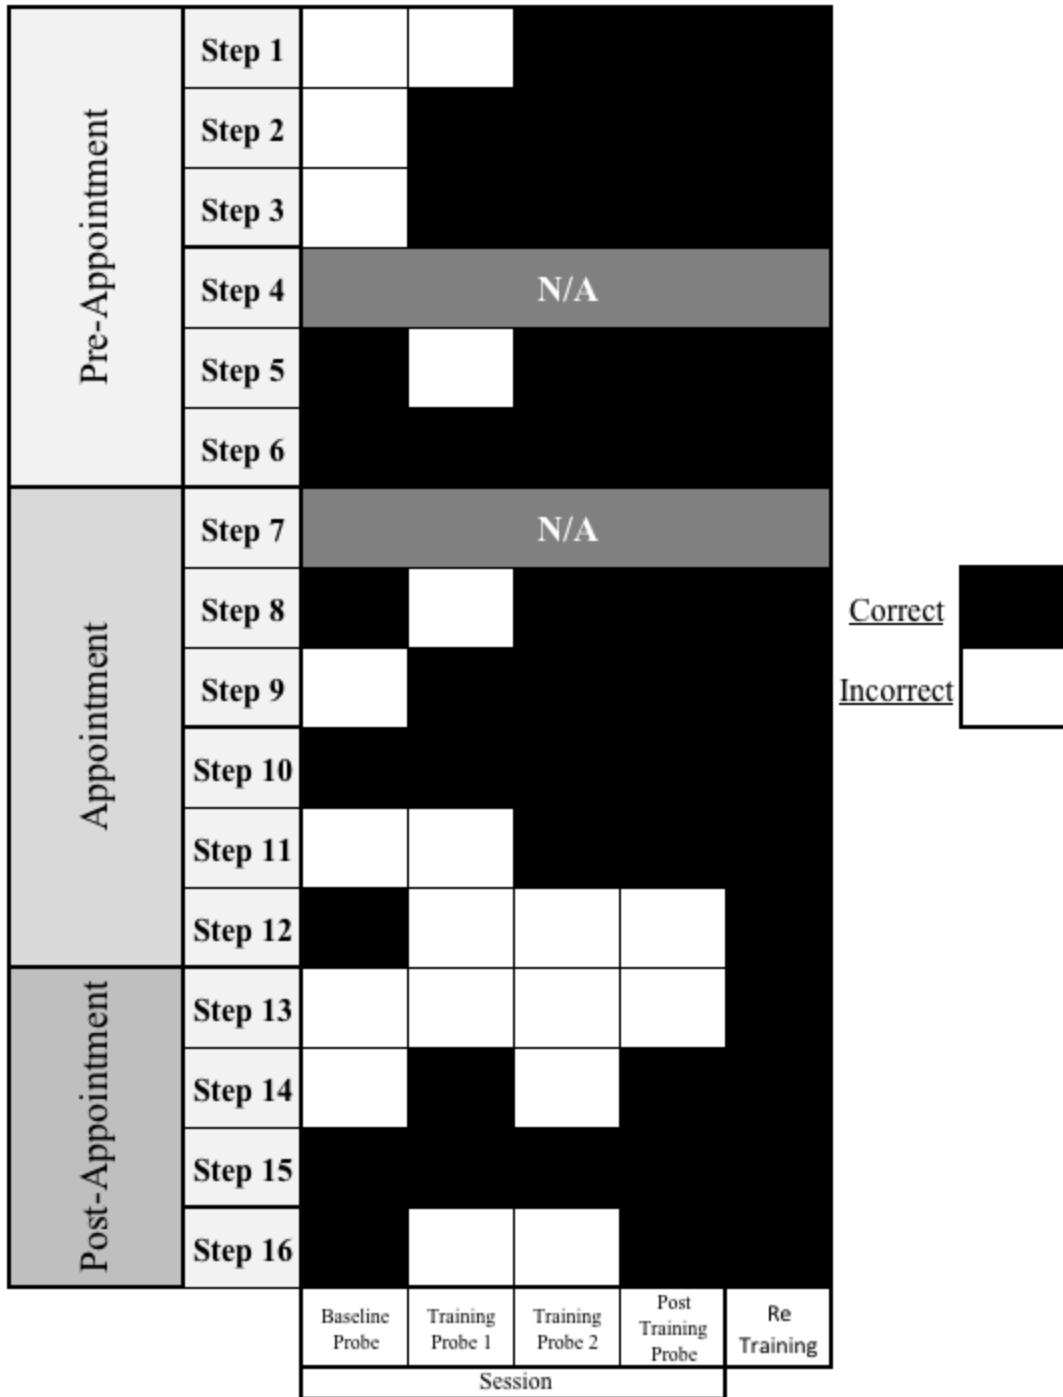 Pre-Appointment
Step 1
Step 2
Step 3
Step 4
N/A
Step 5
Step 6
Appointment
Step 7
N/A
Step 8
Step 9
Step 10
Step 11
Step 12
Post-Appointment
Step 13
Step 14
Step 15
Step 16
Baseline
Probe
Training
Probe 1
Training
Probe 2
Post
Training
Probe
Re
Training
Session
Correct
Incorrect